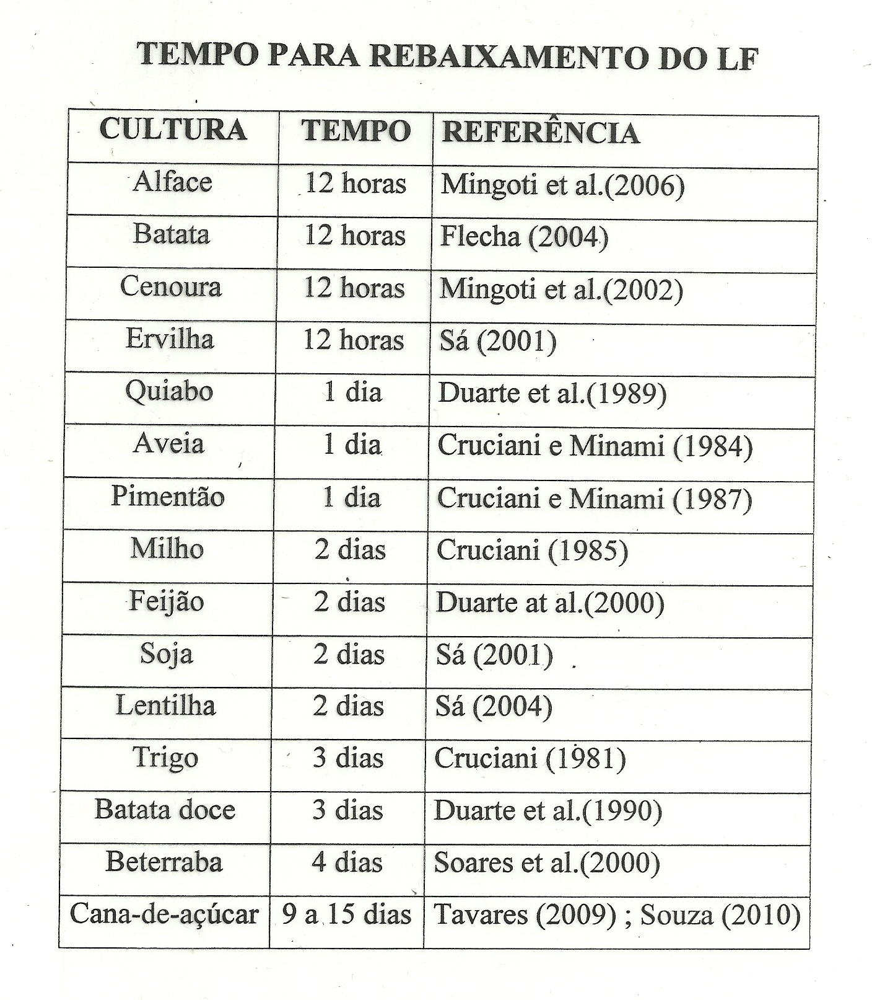 TEMPO PARA REBAIXAMENTO DO LF
CULTURA TEMPO REFERÊNCIA
Alface 12 horas Mingoti et al.(2006)
Batata 12 horas Flecha (2004)
Cenoura 12 horas Mingoti et al.(2002)
Ervilha 12 horas Sá (2001)
Quiabo 1 dia Duarte et al.(1989)
Aveia 1 dia Cruciani e Minami (1984)
Pimentão 1 dia Cruciani e Minami (1987)
Milho 2 dias Cruciani (1985)
Feijão 2 dias Duarte at al.(2000)
Soja 2 dias Sá (2001)
Lentilha 2 dias Sá (2004)
Trigo 3 dias Cruciani (1981)
Batata doce 3 dias Duarte et al.(1990)
Beterraba 4 dias Soares et al.(2000)
Cana-de-açúcar 9 a 15 dias Tavares (2009) ; Souza (2010)